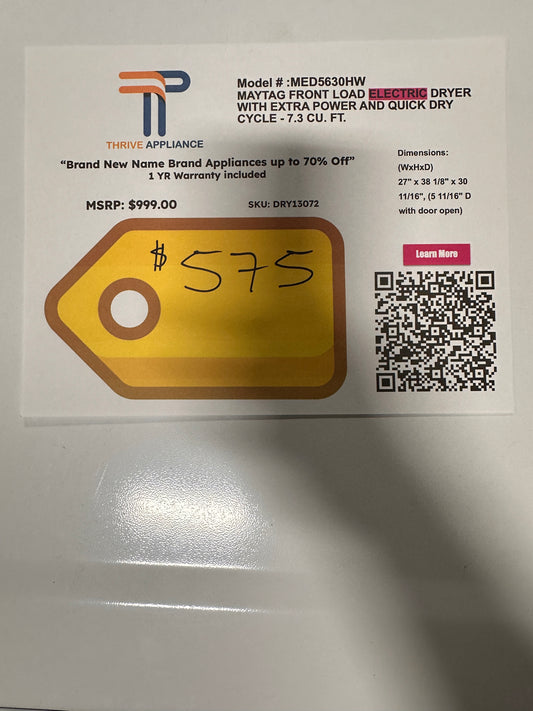 Model # :MED5630HW
MAYTAG FRONT LOAD ELECTRIC DRYER
WITH EXTRA POWER AND QUICK DRY
CYCLE - 7.3 CU. FT.
THRIVE APPLIANCE
“Brand New Name Brand Appliances up to 70% Off”
1 YR Warranty included
MSRP: $999.00
SKU: DRY13072
Dimensions:
(WxHxD)
27" x 38 1/8" x 30
11/16", (5 11/16" D
with door open)
Learn More
$575